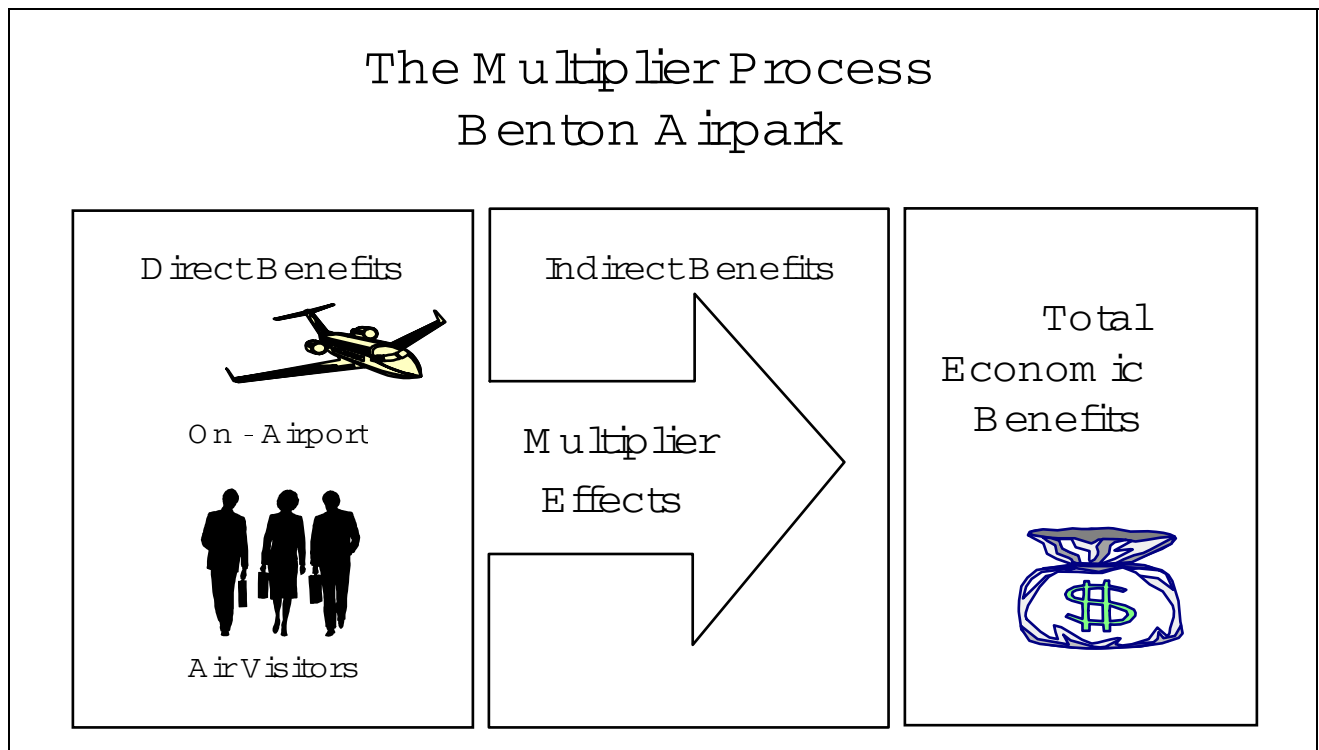 The Multiplier Process
Benton Airpark
Direct Benefits
On - Airport
Air Visitors
Indirect Benefits
Multiplier
Effects
Total
Economic
Benefits
$